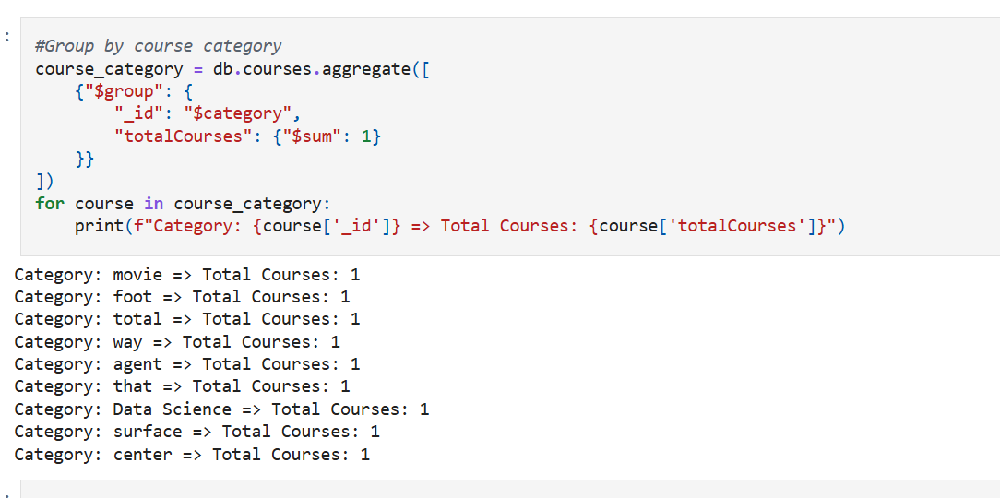 :
#Group by course category
course_category = db.courses.aggregate([
    {"$group": {
        "_id": "$category",
        "totalCourses": {"$sum": 1}
    }}
])
for course in course_category:
    print(f"Category: {course['_id']} => Total Courses: {course['totalCourses']}")
Category: movie => Total Courses: 1
Category: foot => Total Courses: 1
Category: total => Total Courses: 1
Category: way => Total Courses: 1
Category: agent => Total Courses: 1
Category: that => Total Courses: 1
Category: Data Science => Total Courses: 1
Category: surface => Total Courses: 1
Category: center => Total Courses: 1
: